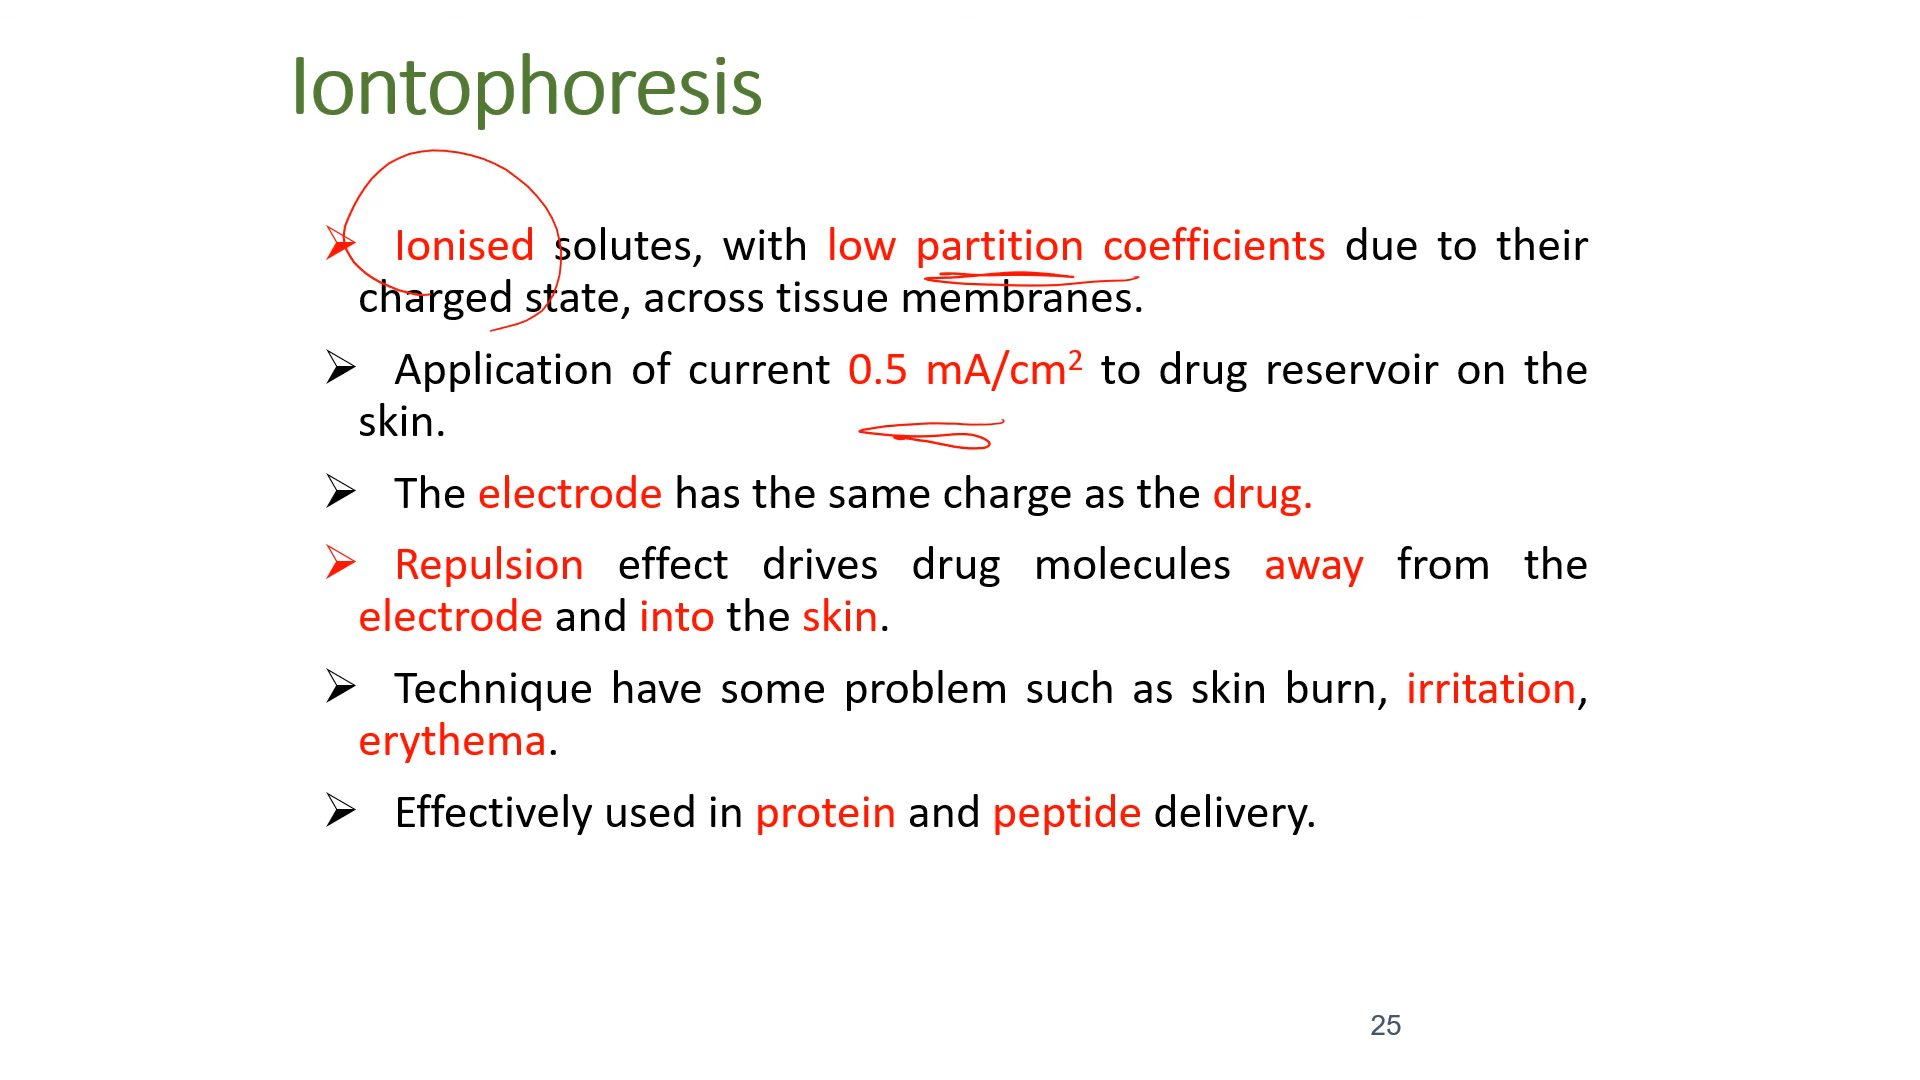 Iontophoresis
➢ Ionised solutes, with low partition coefficients due to their
charged state, across tissue membranes.
➢ Application of current 0.5 mA/cm² to drug reservoir on the
skin.
➢ The electrode has the same charge as the drug.
➢ Repulsion effect drives drug molecules away from the
electrode and into the skin.
➢ Technique have some problem such as skin burn, irritation,
erythema.
➢ Effectively used in protein and peptide delivery.
25